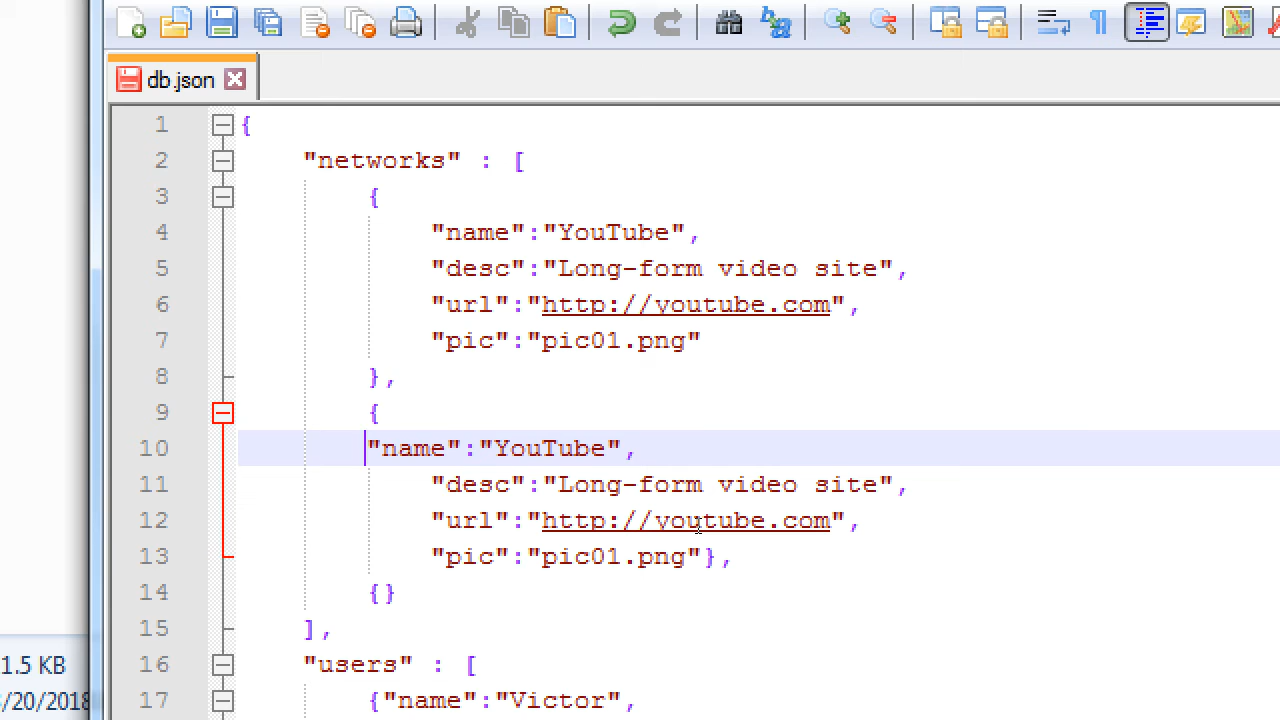 db.json
1 {
2 "networks" : [
3 {
4 "name":"YouTube",
5 "desc":"Long-form video site",
6 "url":"http://youtube.com",
7 "pic":"pic01.png"
8 },
9 {
10 "name":"YouTube",
11 "desc":"Long-form video site",
12 "url":"http://youtube.com",
13 "pic":"pic01.png"},
14 {}
15 ],
16 "users" : [
17 {"name":"Victor",
1.5 KB
/20/2018